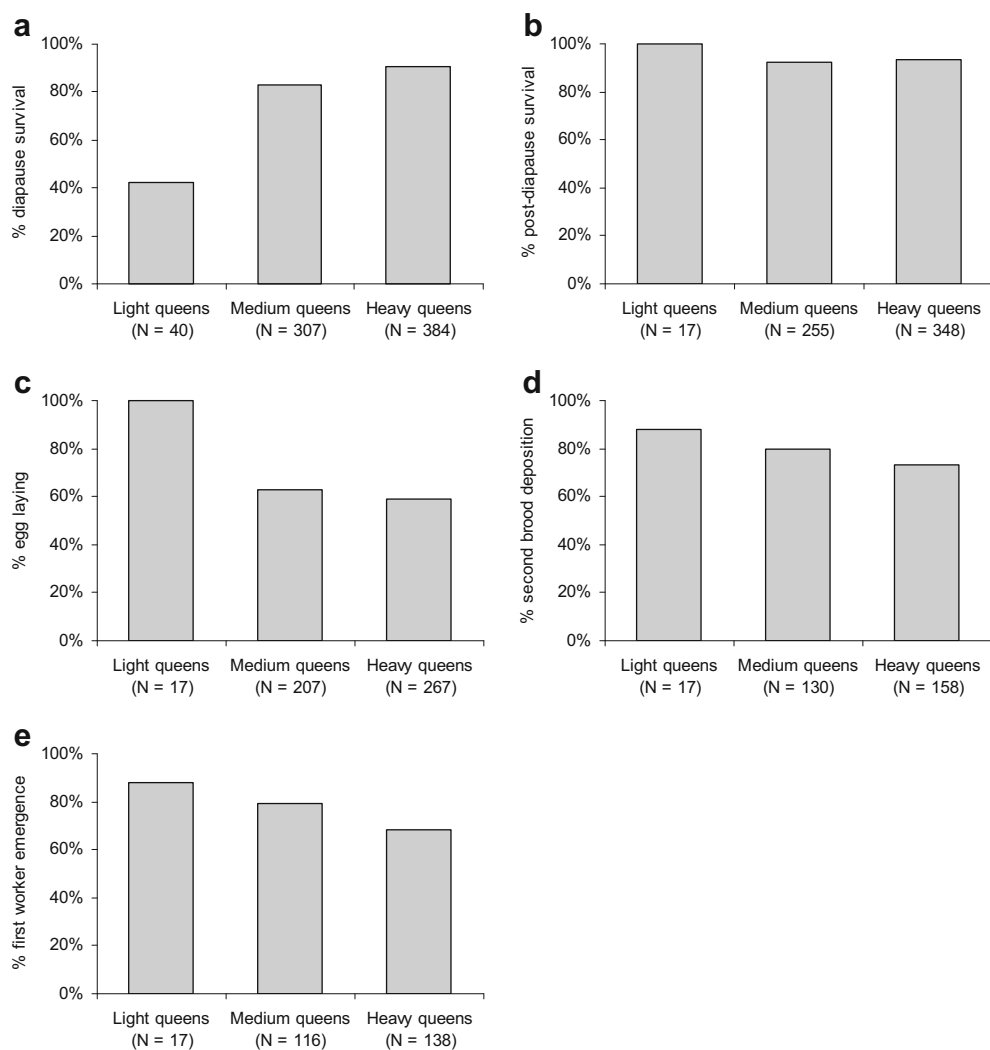 a
% diapause survival
100%
80%
60%
40%
20%
0%
Light queens Medium queens Heavy queens
(N = 40) (N = 307) (N = 384)
b
% post-diapause survival
100%
80%
60%
40%
20%
0%
Light queens Medium queens Heavy queens
(N = 17) (N = 255) (N = 348)
c
% egg laying
100%
80%
60%
40%
20%
0%
Light queens Medium queens Heavy queens
(N = 17) (N = 207) (N = 267)
d
% second brood deposition
100%
80%
60%
40%
20%
0%
Light queens Medium queens Heavy queens
(N = 17) (N = 130) (N = 158)
e
% first worker emergence
100%
80%
60%
40%
20%
0%
Light queens Medium queens Heavy queens
(N = 17) (N = 116) (N = 138)